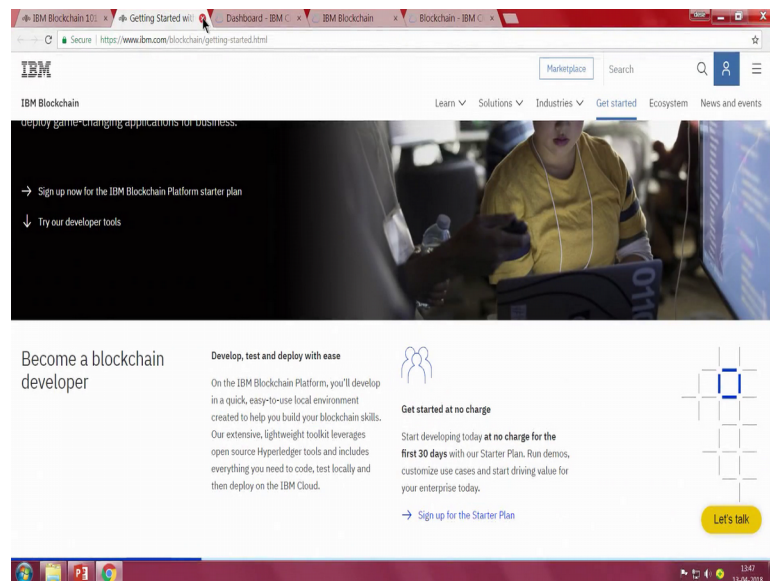 IBM Blockchain 101
Getting Started wit
Dashboard - IBM C
IBM Blockchain
Blockchain - IBM C
Secure | https://www.ibm.com/blockchain/getting-started.html
IBM
Marketplace
Search
IBM Blockchain
Learn
Solutions
Industries
Get started
Ecosystem
News and events
deploy game-changing applications for business.
→ Sign up now for the IBM Blockchain Platform starter plan
↓ Try our developer tools
Become a blockchain
developer
Develop, test and deploy with ease
On the IBM Blockchain Platform, you'll develop
in a quick, easy-to-use local environment
created to help you build your blockchain skills.
Our extensive, lightweight toolkit leverages
open source Hyperledger tools and includes
everything you need to code, test locally and
then deploy on the IBM Cloud.
Get started at no charge
Start developing today at no charge for the
first 30 days with our Starter Plan. Run demos,
customize use cases and start driving value for
your enterprise today.
→ Sign up for the Starter Plan
Let's talk
13:47
13-04-2018